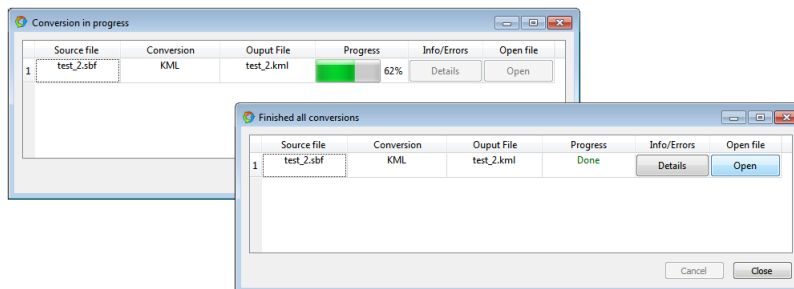 Conversion in progress
Source file Conversion Ouput File Progress Info/Errors Open file
1 test_2.sbf KML test_2.kml 62% Details Open
Finished all conversions
Source file Conversion Ouput File Progress Info/Errors Open file
1 test_2.sbf KML test_2.kml Done Details Open
Cancel Close